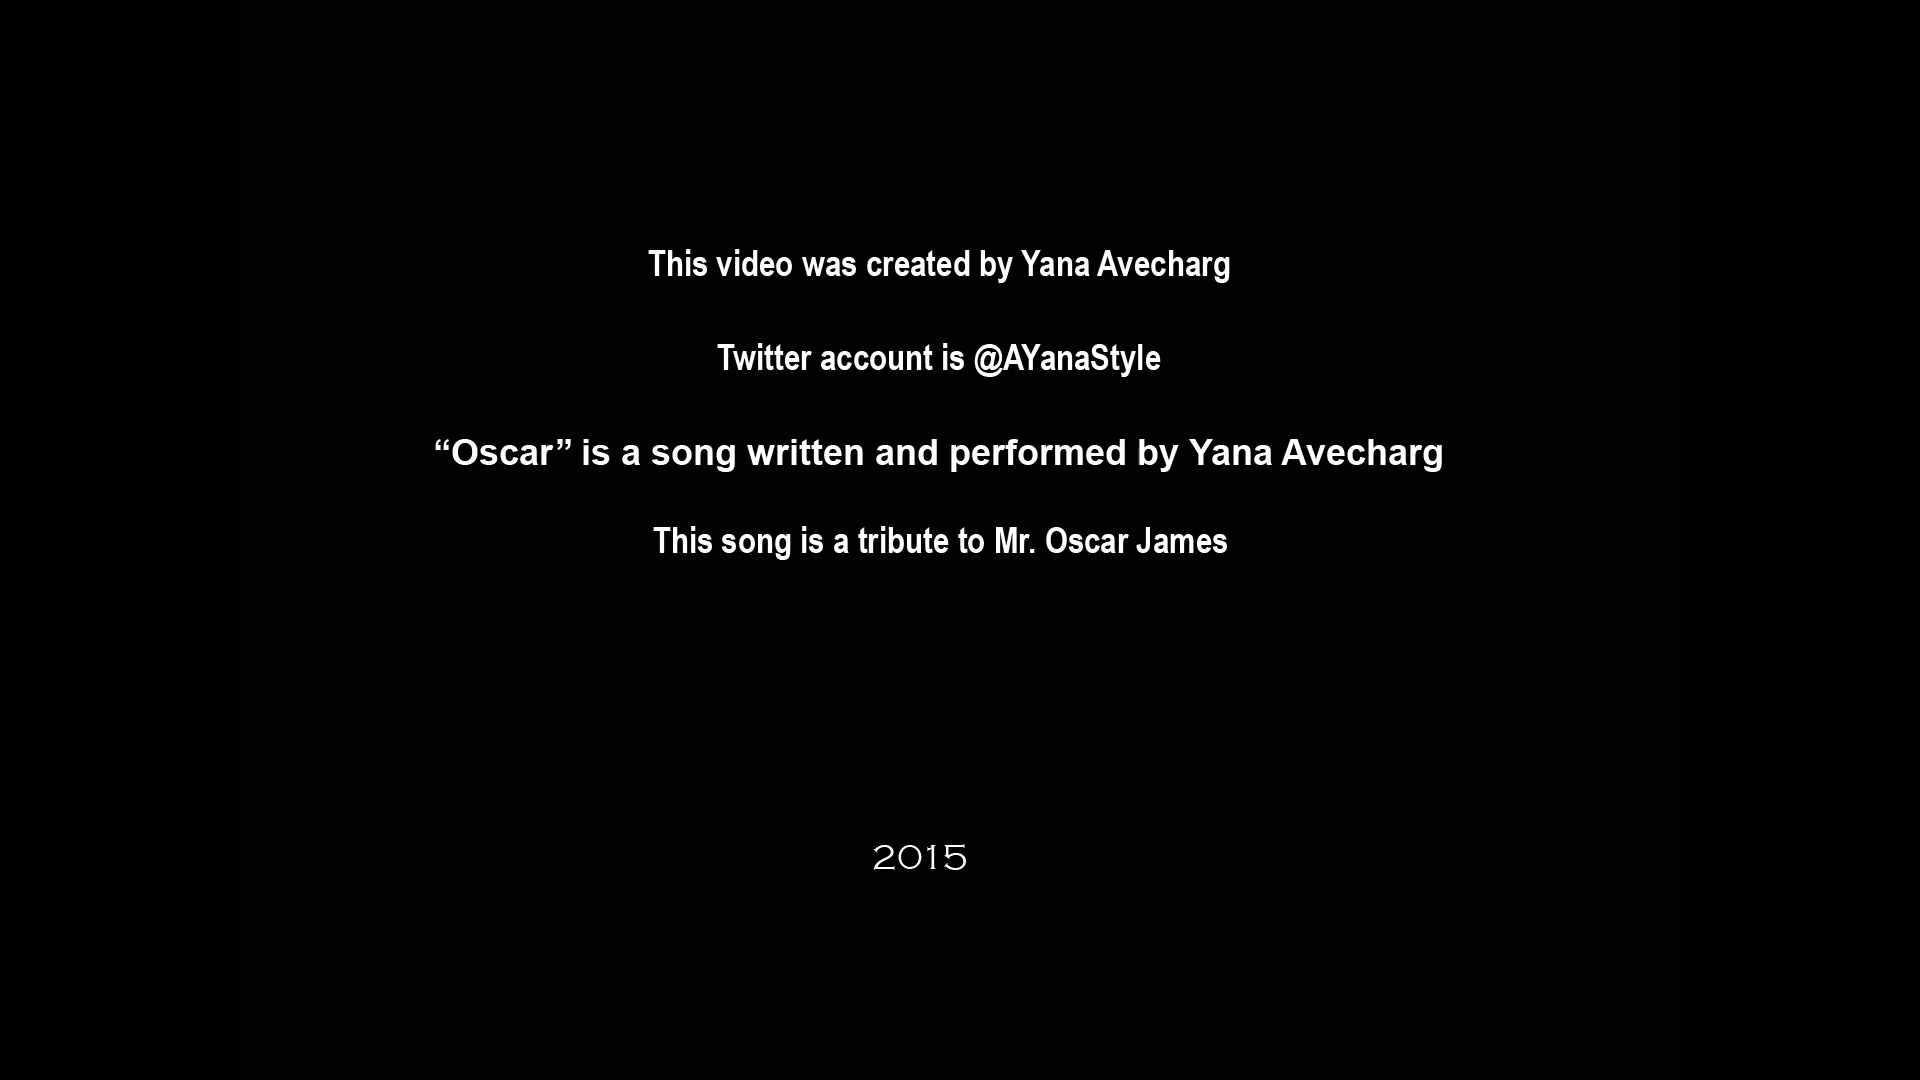 This video was created by Yana Avecharg
Twitter account is @AYanaStyle
“Oscar” is a song written and performed by Yana Avecharg
This song is a tribute to Mr. Oscar James
2015